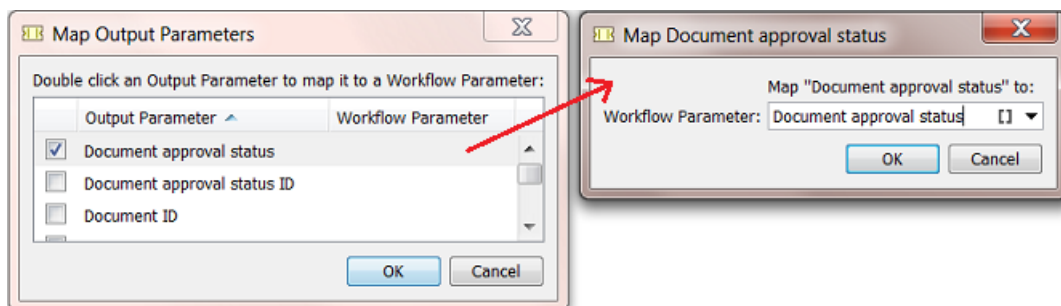 Map Output Parameters
Double click an Output Parameter to map it to a Workflow Parameter:
Output Parameter Workflow Parameter
Document approval status
Document approval status ID
Document ID
OK Cancel
Map Document approval status
Map "Document approval status" to:
Workflow Parameter: Document approval status []
OK Cancel